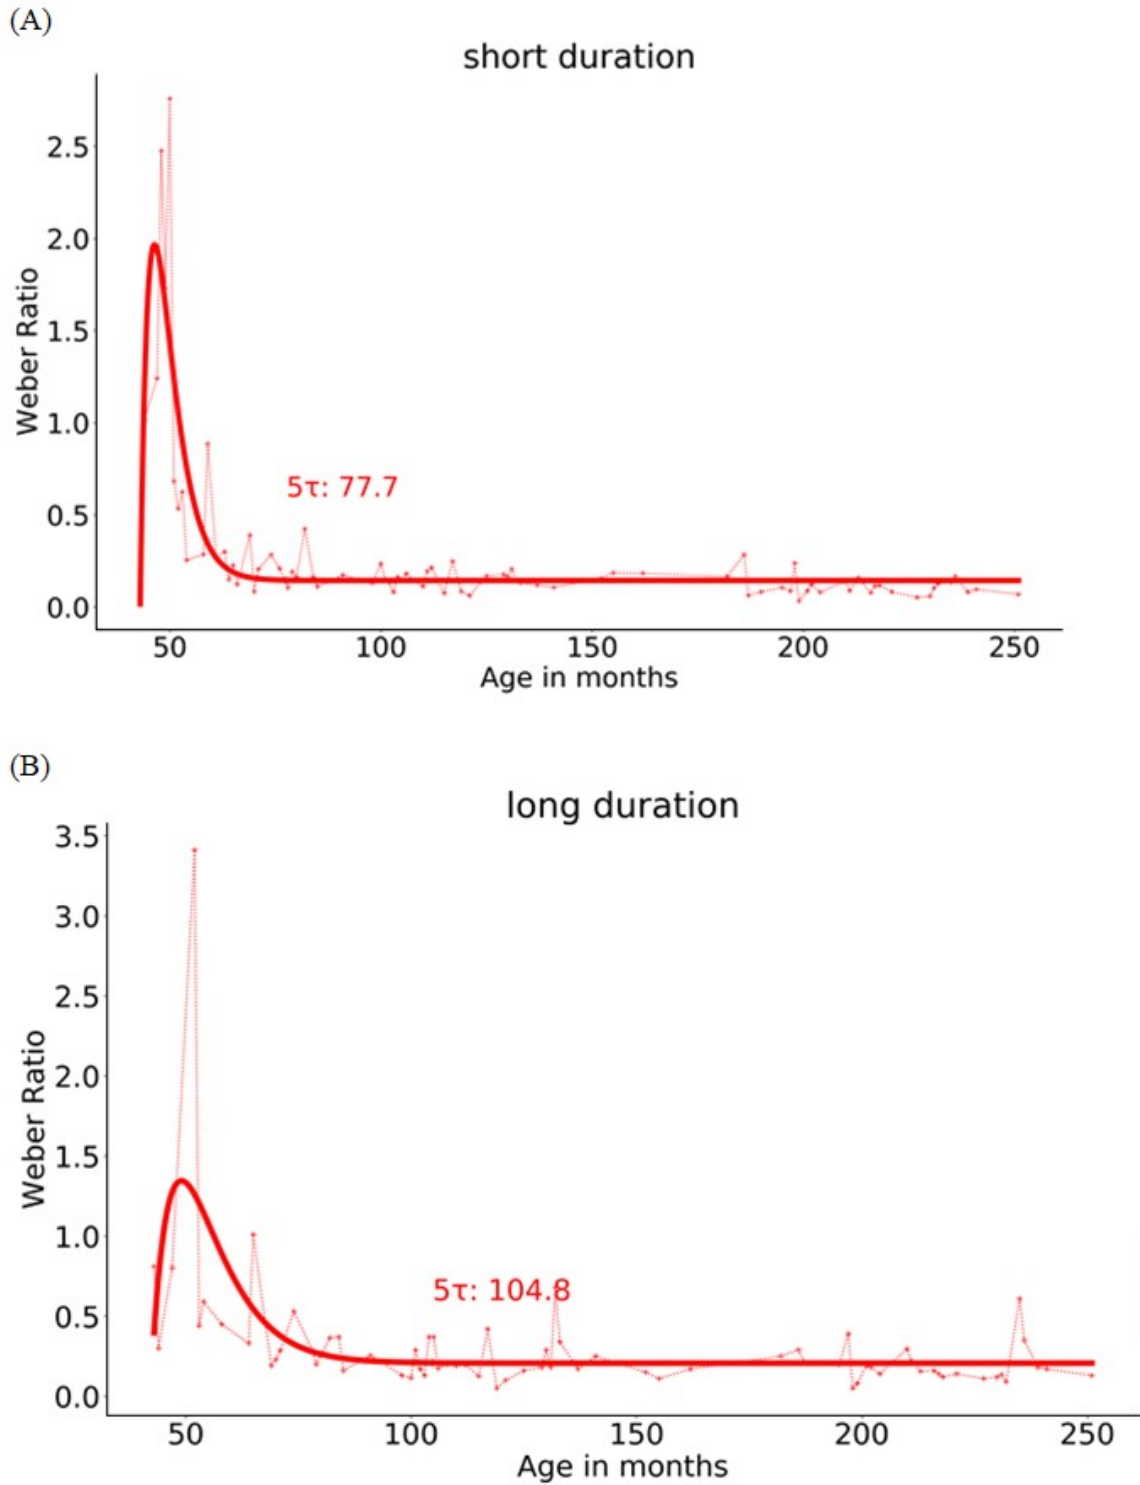 (A)
short duration
2.5
2.0
1.5
1.0
0.5
0.0
Weber Ratio
5τ: 77.7
50 100 150 200 250
Age in months
(B)
long duration
3.5
3.0
2.5
2.0
1.5
1.0
0.5
0.0
Weber Ratio
5τ: 104.8
50 100 150 200 250
Age in months